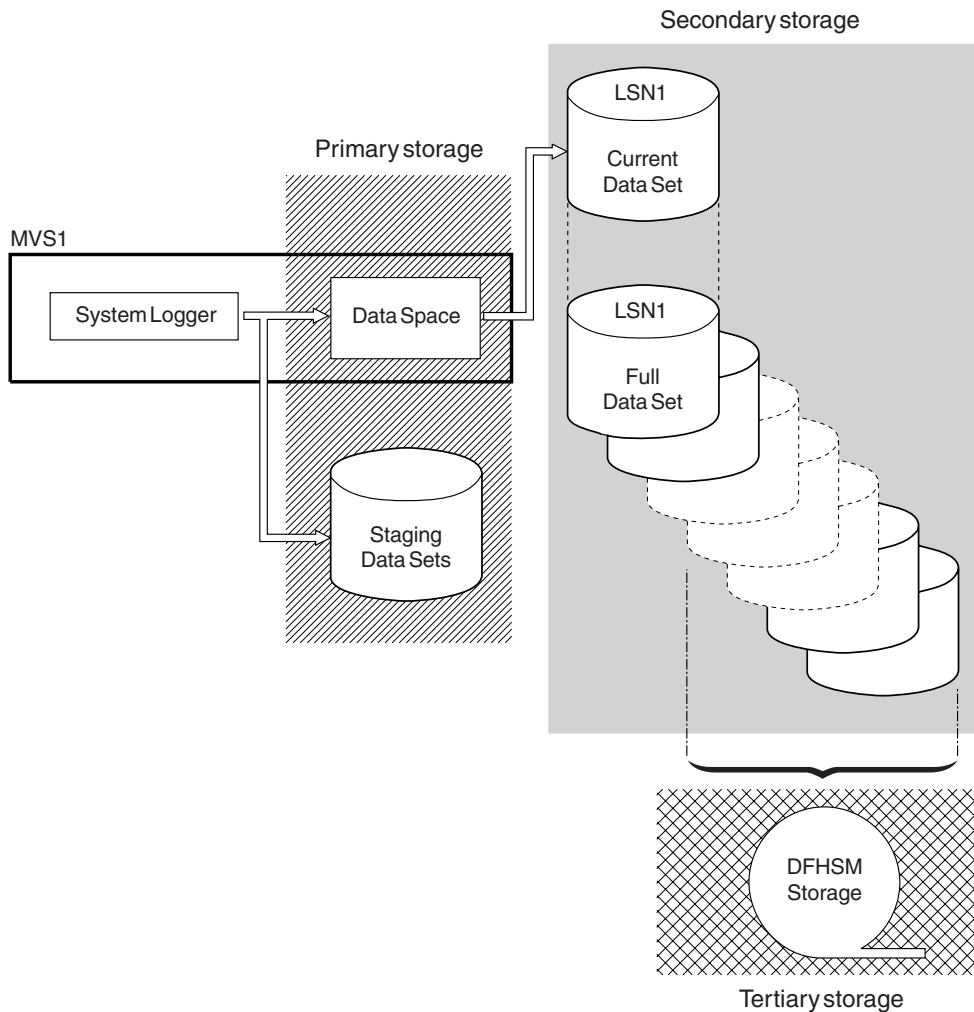 Secondary storage
LSN1
Current
Data Set
Primary storage
MVS1
System Logger
Data Space
LSN1
Full
Data Set
Staging
Data Sets
DFHSM
Storage
Tertiary storage